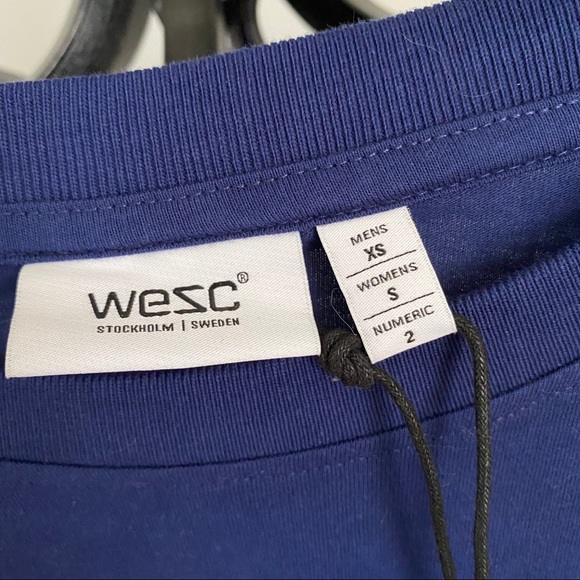 wesc®
STOCKHOLM | SWEDEN
MENS
XS
WOMENS
S
NUMERIC
2